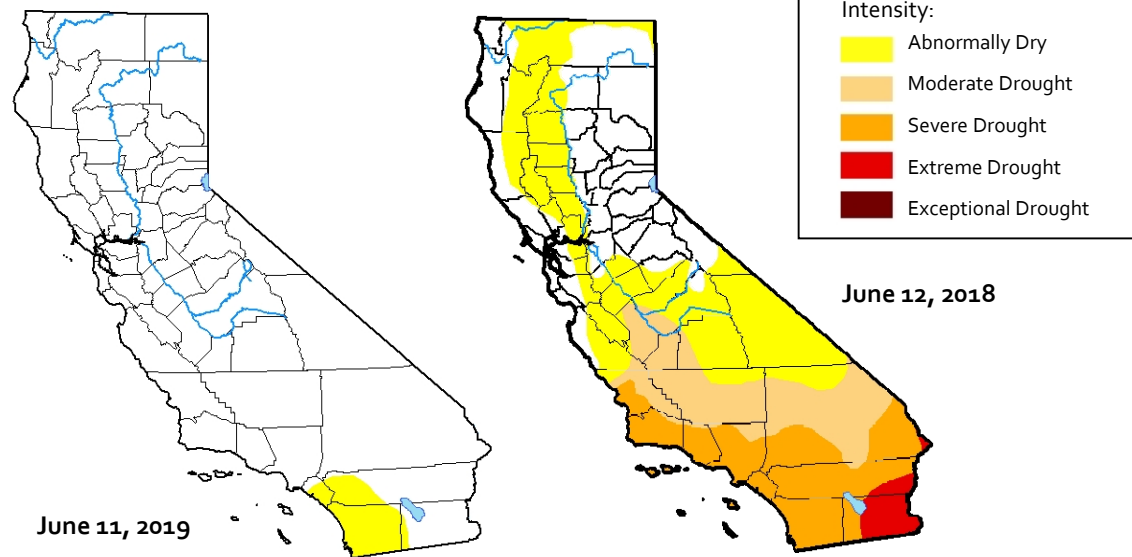 Intensity:
Abnormally Dry
Moderate Drought
Severe Drought
Extreme Drought
Exceptional Drought
June 12, 2018
June 11, 2019